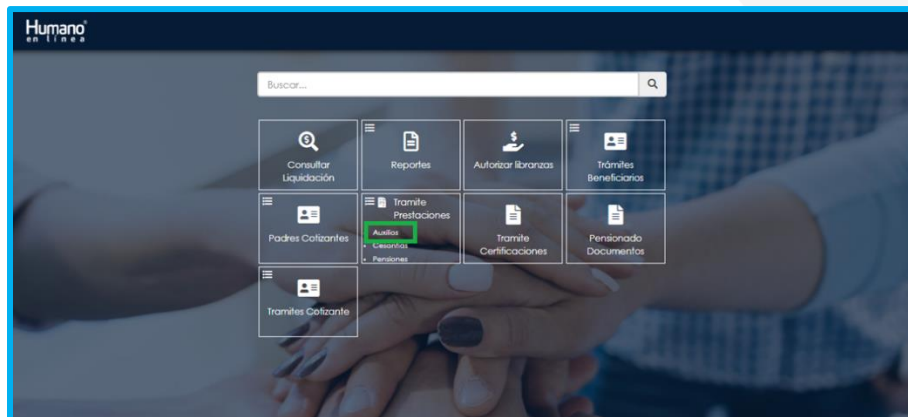 Humano®
en línea
Buscar...
Consultar
Liquidación
Reportes
Autorizar libranzas
Trámites
Beneficiarios
Padres Cotizantes
Tramite
Prestaciones
Auxilios
Cesantías
Pensiones
Tramite
Certificaciones
Pensionado
Documentos
Tramites Cotizante